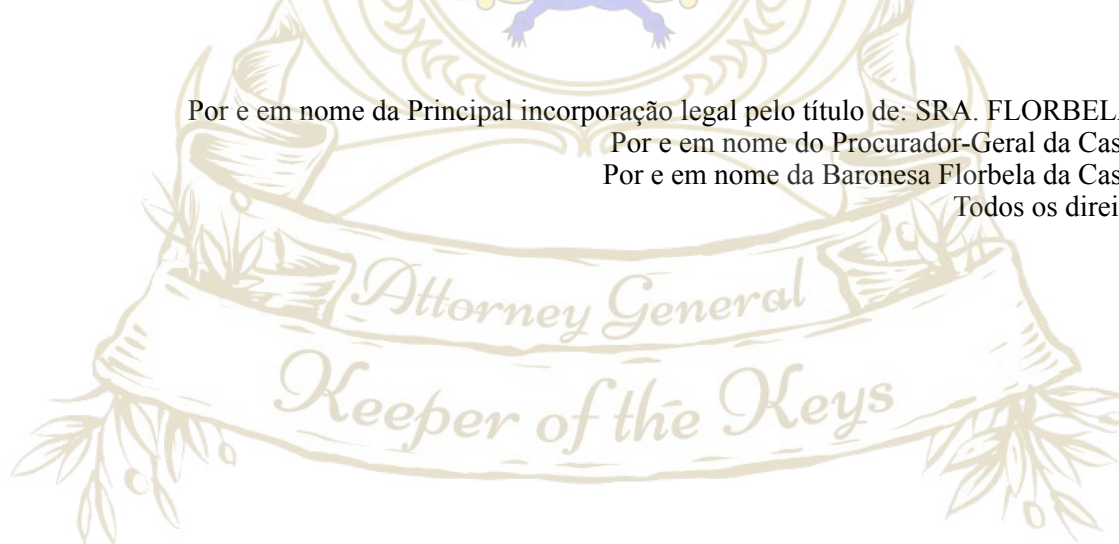 Por e em nome da Principal incorporação legal pelo título de: SRA. FLORBEL
Por e em nome do Procurador-Geral da Cas
Por e em nome da Baronesa Florbela da Cas
Todos os direi
Attorney General
Keeper of the Keys